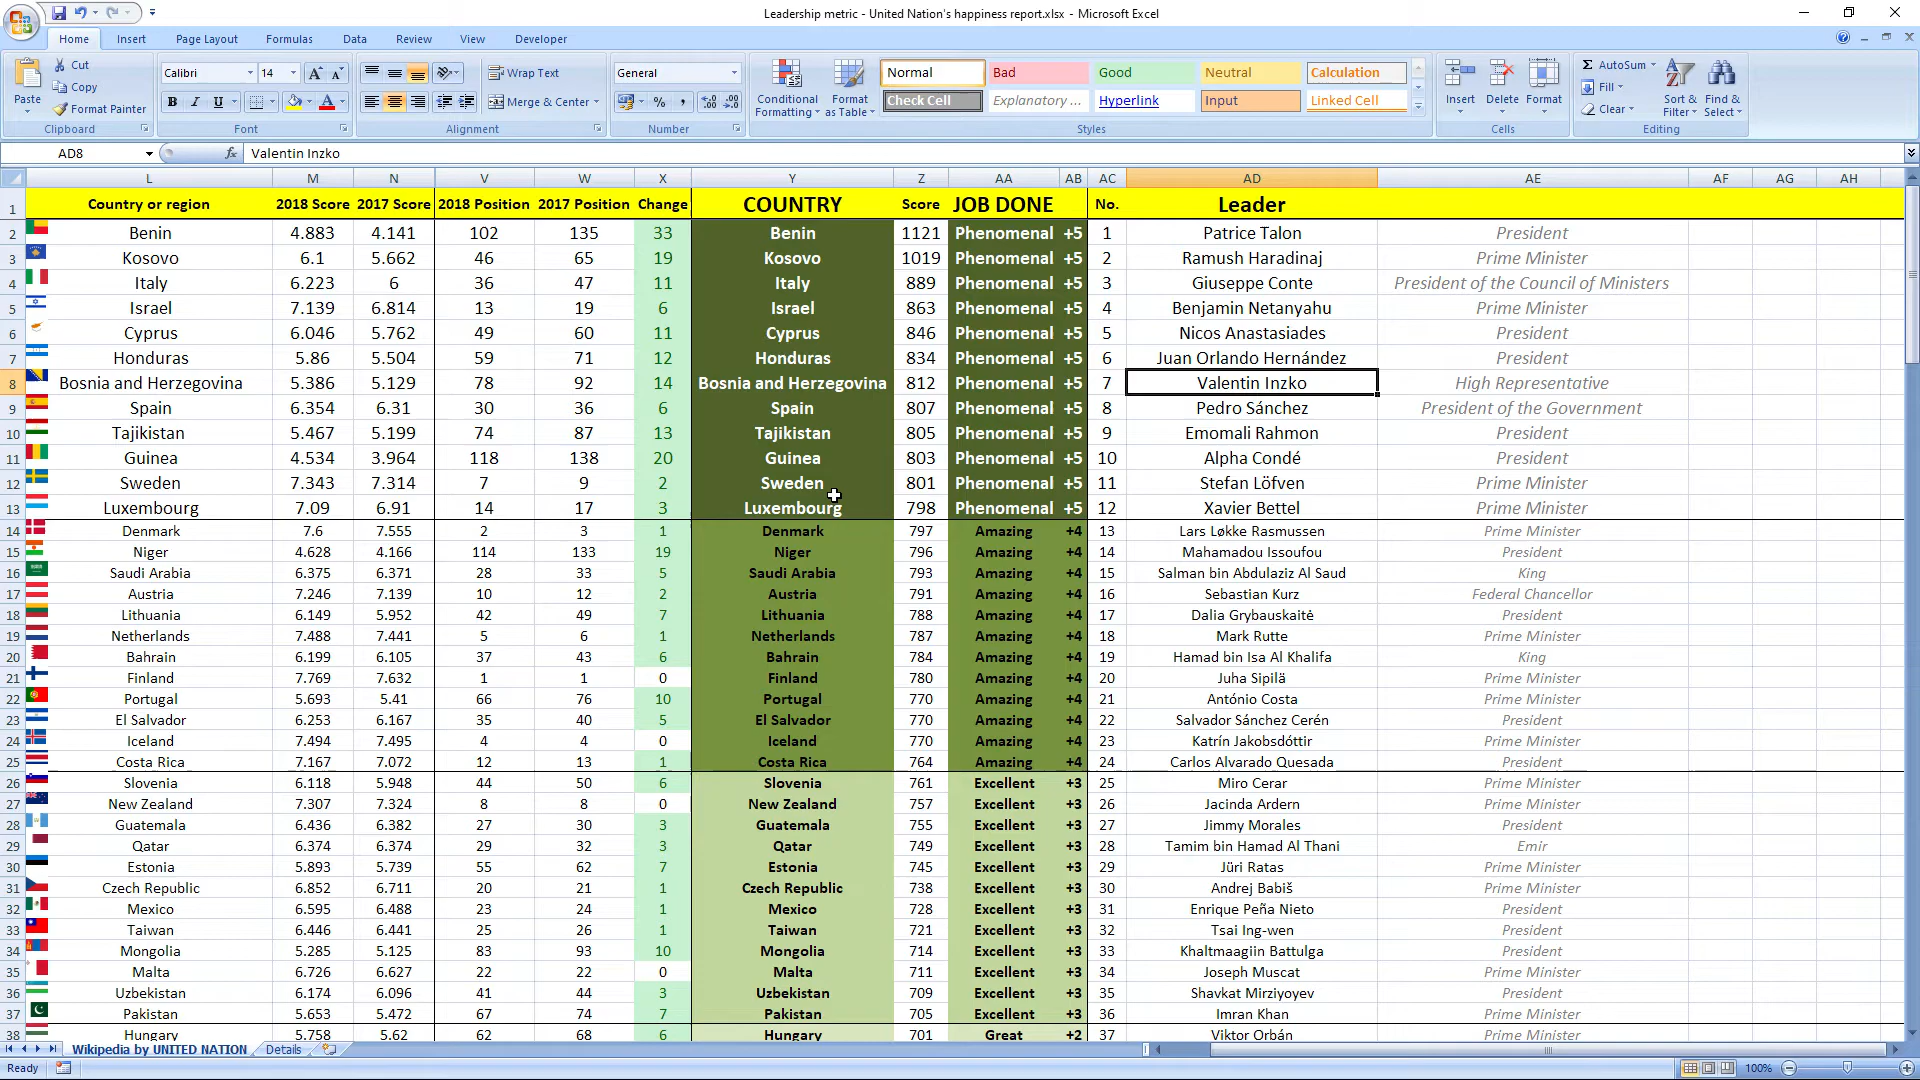 Leadership metric - United Nation's happiness report.xlsx - Microsoft Excel
Home Insert Page Layout Formulas Data Review View Developer
Cut Calibri 14 Wrap Text General Normal Bad Good Neutral Calculation AutoSum
Copy Fill
Paste Format Painter B I U Merge & Center % , Conditional Formatting Format as Table Check Cell Explanatory ... Hyperlink Input Linked Cell Insert Delete Format Clear Sort & Filter Find & Select
Clipboard Font Alignment Number Styles Cells Editing
AD8 fx Valentin Inzko
L M N V W X Y Z AA AB AC AD AE AF AG AH
1 Country or region 2018 Score 2017 Score 2018 Position 2017 Position Change COUNTRY Score JOB DONE No. Leader
2 Benin 4.883 4.141 102 135 33 Benin 1121 Phenomenal +5 1 Patrice Talon President
3 Kosovo 6.1 5.662 46 65 19 Kosovo 1019 Phenomenal +5 2 Ramush Haradinaj Prime Minister
4 Italy 6.223 6 36 47 11 Italy 889 Phenomenal +5 3 Giuseppe Conte President of the Council of Ministers
5 Israel 7.139 6.814 13 19 6 Israel 863 Phenomenal +5 4 Benjamin Netanyahu Prime Minister
6 Cyprus 6.046 5.762 49 60 11 Cyprus 846 Phenomenal +5 5 Nicos Anastasiades President
7 Honduras 5.86 5.504 59 71 12 Honduras 834 Phenomenal +5 6 Juan Orlando Hernández President
8 Bosnia and Herzegovina 5.386 5.129 78 92 14 Bosnia and Herzegovina 812 Phenomenal +5 7 Valentin Inzko High Representative
9 Spain 6.354 6.31 30 36 6 Spain 807 Phenomenal +5 8 Pedro Sánchez President of the Government
10 Tajikistan 5.467 5.199 74 87 13 Tajikistan 805 Phenomenal +5 9 Emomali Rahmon President
11 Guinea 4.534 3.964 118 138 20 Guinea 803 Phenomenal +5 10 Alpha Condé President
12 Sweden 7.343 7.314 7 9 2 Sweden 801 Phenomenal +5 11 Stefan Löfven Prime Minister
13 Luxembourg 7.09 6.91 14 17 3 Luxembourg 798 Phenomenal +5 12 Xavier Bettel Prime Minister
14 Denmark 7.6 7.555 2 3 1 Denmark 797 Amazing +4 13 Lars Løkke Rasmussen Prime Minister
15 Niger 4.628 4.166 114 133 19 Niger 796 Amazing +4 14 Mahamadou Issoufou President
16 Saudi Arabia 6.375 6.371 28 33 5 Saudi Arabia 793 Amazing +4 15 Salman bin Abdulaziz Al Saud King
17 Austria 7.246 7.139 10 12 2 Austria 791 Amazing +4 16 Sebastian Kurz Federal Chancellor
18 Lithuania 6.149 5.952 42 49 7 Lithuania 788 Amazing +4 17 Dalia Grybauskaitė President
19 Netherlands 7.488 7.441 5 6 1 Netherlands 787 Amazing +4 18 Mark Rutte Prime Minister
20 Bahrain 6.199 6.105 37 43 6 Bahrain 784 Amazing +4 19 Hamad bin Isa Al Khalifa King
21 Finland 7.769 7.632 1 1 0 Finland 780 Amazing +4 20 Juha Sipilä Prime Minister
22 Portugal 5.693 5.41 66 76 10 Portugal 770 Amazing +4 21 António Costa Prime Minister
23 El Salvador 6.253 6.167 35 40 5 El Salvador 770 Amazing +4 22 Salvador Sánchez Cerén President
24 Iceland 7.494 7.495 4 4 0 Iceland 770 Amazing +4 23 Katrín Jakobsdóttir Prime Minister
25 Costa Rica 7.167 7.072 12 13 1 Costa Rica 764 Amazing +4 24 Carlos Alvarado Quesada President
26 Slovenia 6.118 5.948 44 50 6 Slovenia 761 Excellent +3 25 Miro Cerar Prime Minister
27 New Zealand 7.307 7.324 8 8 0 New Zealand 757 Excellent +3 26 Jacinda Ardern Prime Minister
28 Guatemala 6.436 6.382 27 30 3 Guatemala 755 Excellent +3 27 Jimmy Morales President
29 Qatar 6.374 6.374 29 32 3 Qatar 749 Excellent +3 28 Tamim bin Hamad Al Thani Emir
30 Estonia 5.893 5.739 55 62 7 Estonia 745 Excellent +3 29 Jüri Ratas Prime Minister
31 Czech Republic 6.852 6.711 20 21 1 Czech Republic 738 Excellent +3 30 Andrej Babiš Prime Minister
32 Mexico 6.595 6.488 23 24 1 Mexico 728 Excellent +3 31 Enrique Peña Nieto President
33 Taiwan 6.446 6.441 25 26 1 Taiwan 721 Excellent +3 32 Tsai Ing-wen President
34 Mongolia 5.285 5.125 83 93 10 Mongolia 714 Excellent +3 33 Khaltmaagiin Battulga President
35 Malta 6.726 6.627 22 22 0 Malta 711 Excellent +3 34 Joseph Muscat Prime Minister
36 Uzbekistan 6.174 6.096 41 44 3 Uzbekistan 709 Excellent +3 35 Shavkat Mirziyoyev President
37 Pakistan 5.653 5.472 67 74 7 Pakistan 705 Excellent +3 36 Imran Khan Prime Minister
38 Hungary 5.758 5.62 62 68 6 Hungary 701 Great +2 37 Viktor Orbán Prime Minister
Wikipedia by UNITED NATION Details
Ready 100%